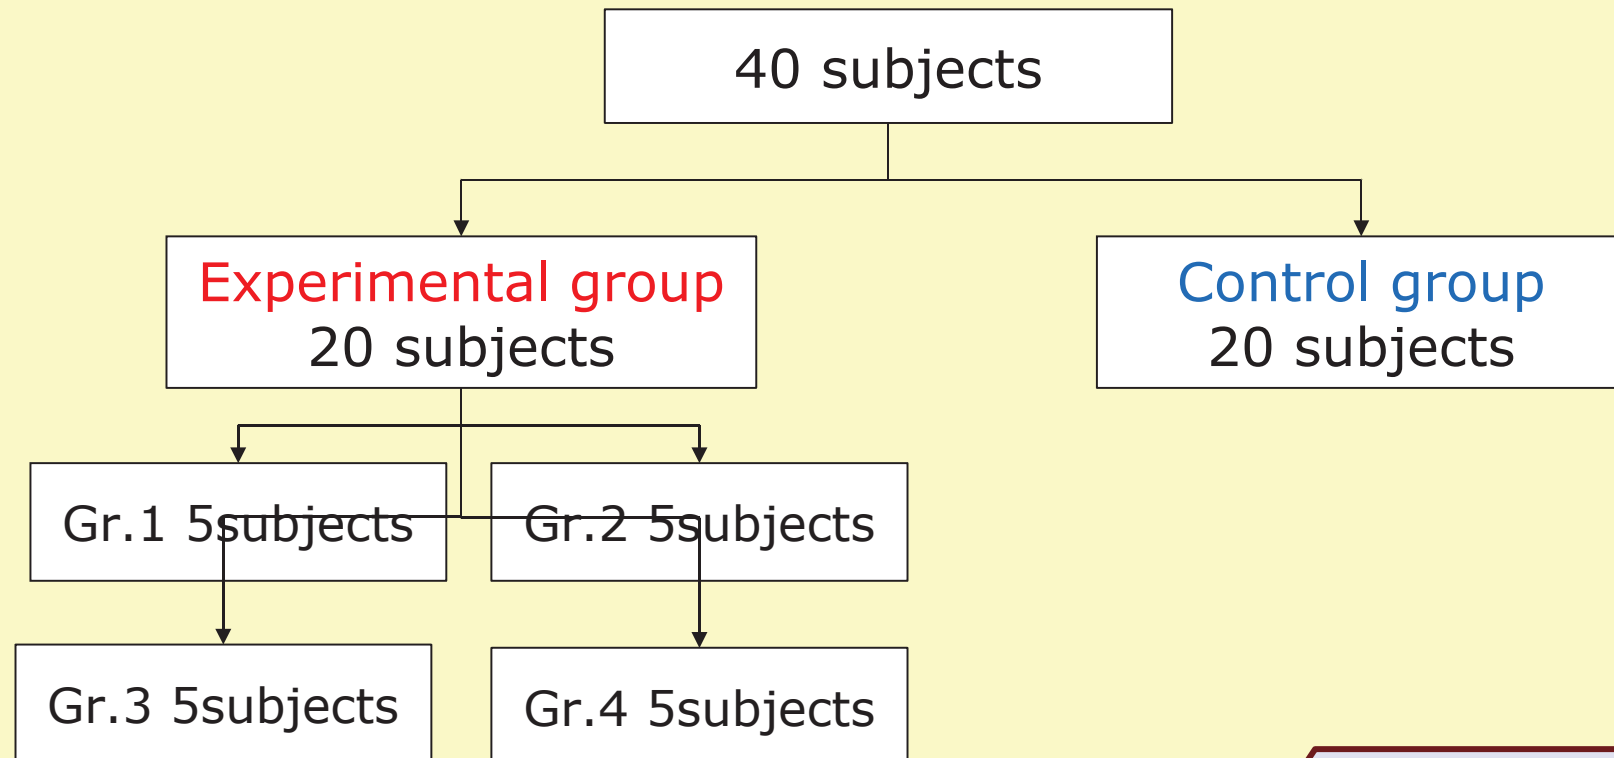 40 subjects
Experimental group
20 subjects
Control group
20 subjects
Gr.1 5subjects
Gr.2 5subjects
Gr.3 5subjects
Gr.4 5subjects